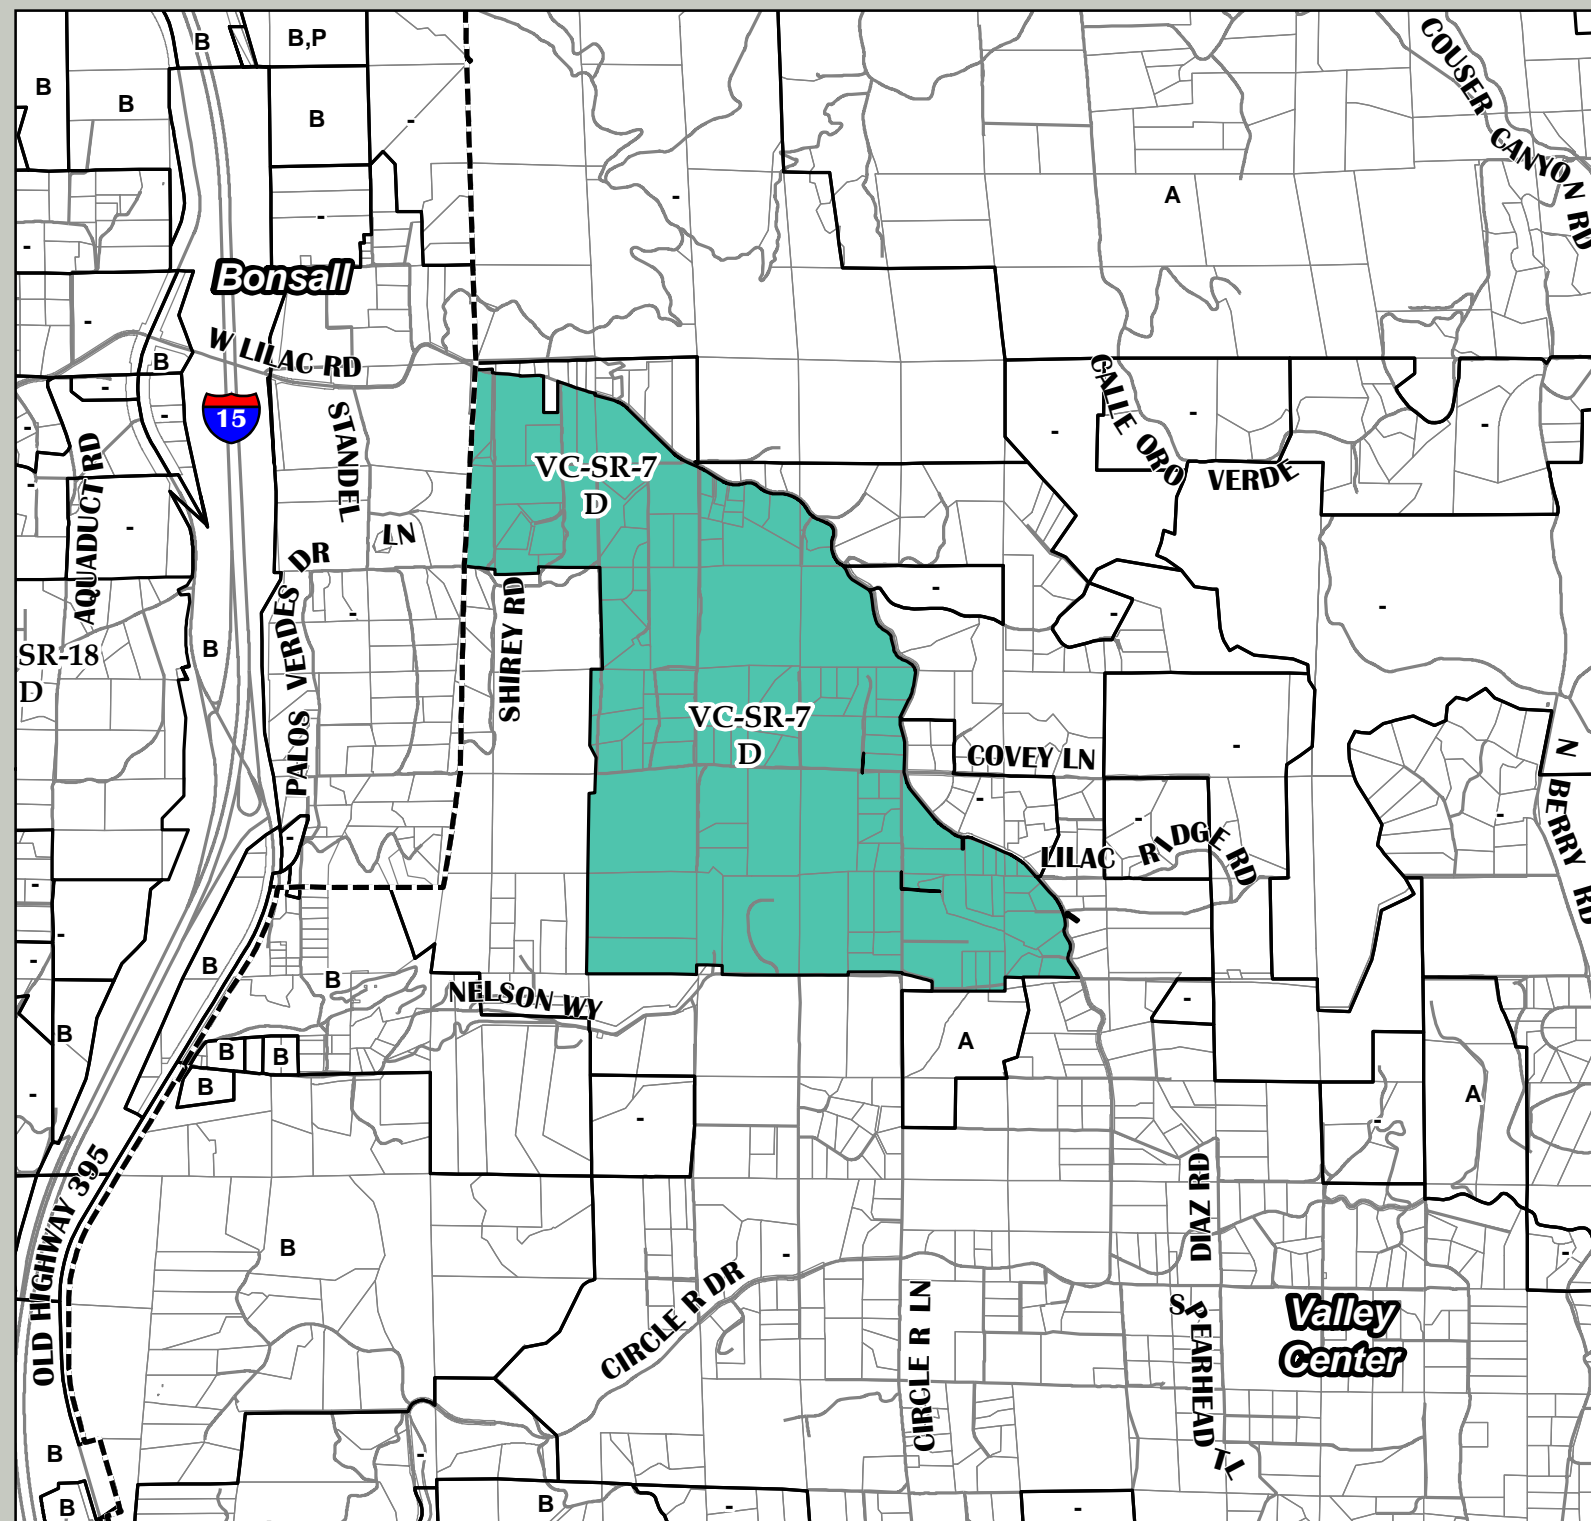 B
B,P
B
B
B
-
COUSER CANYON RD
-
A
-
-
Bonsall
-
W LILAC RD
B
-
15
-
-
STANDEL
LN
AQUADUCT RD
-
-
-
VC-SR-7
D
CALLE ORO VERDE
-
-
-
PALOS VERDES DR
-
SHIREY RD
-
-
-
SR-18
D
B
VC-SR-7
D
COVEY LN
-
-
-
LILAC RIDGE RD
-
N BERRY RD
-
-
-
-
B
B
NELSON WY
-
B
B
B
B
A
A
-
-
-
OLD HIGHWAY 395
B
-
CIRCLE R DR
CIRCLE R LN
DIAZ RD
-
SPEARHEAD TL
Valley
Center
B
B
-
B
-
-